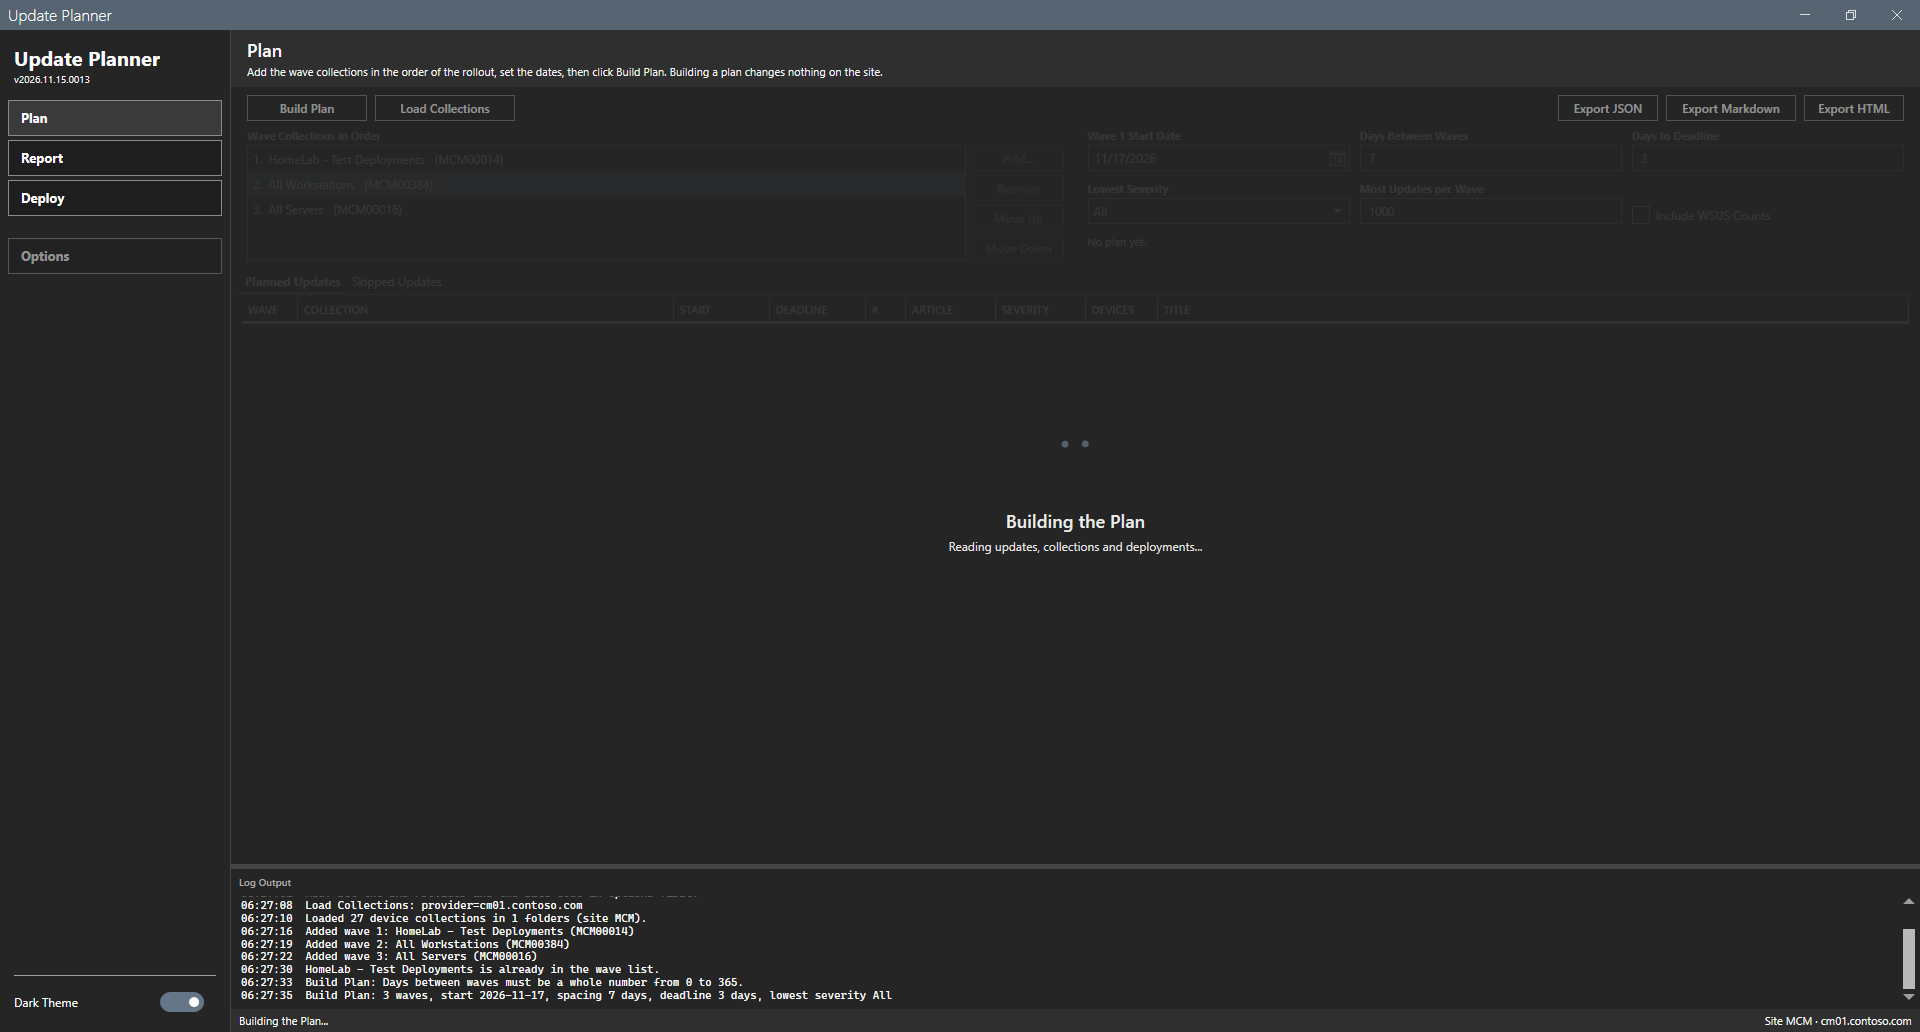 Update Planner
Update Planner
v2026.11.15.0013
Plan
Report
Deploy
Options
Dark Theme
Plan
Add the wave collections in the order of the rollout, set the dates, then click Build Plan. Building a plan changes nothing on the site.
Build Plan
Load Collections
Export JSON
Export Markdown
Export HTML
Wave Collections in Order
1. HomeLab - Test Deployments (MCM00014)
2. All Workstations (MCM00384)
3. All Servers (MCM00016)
Add...
Remove
Move Up
Move Down
Wave 1 Start Date
Days Between Waves
Days to Deadline
11/17/2026
7
3
Lowest Severity
Most Updates per Wave
All
1000
Include WSUS Counts
No plan yet.
Planned Updates
Skipped Updates
WAVE COLLECTION START DEADLINE # ARTICLE SEVERITY DEVICES TITLE
Building the Plan
Reading updates, collections and deployments...
Log Output
06:27:08 Load Collections: provider=cm01.contoso.com
06:27:10 Loaded 27 device collections in 1 folders (site MCM).
06:27:16 Added wave 1: HomeLab - Test Deployments (MCM00014)
06:27:19 Added wave 2: All Workstations (MCM00384)
06:27:22 Added wave 3: All Servers (MCM00016)
06:27:30 HomeLab - Test Deployments is already in the wave list.
06:27:33 Build Plan: Days between waves must be a whole number from 0 to 365.
06:27:35 Build Plan: 3 waves, start 2026-11-17, spacing 7 days, deadline 3 days, lowest severity All
Building the Plan...
Site MCM · cm01.contoso.com